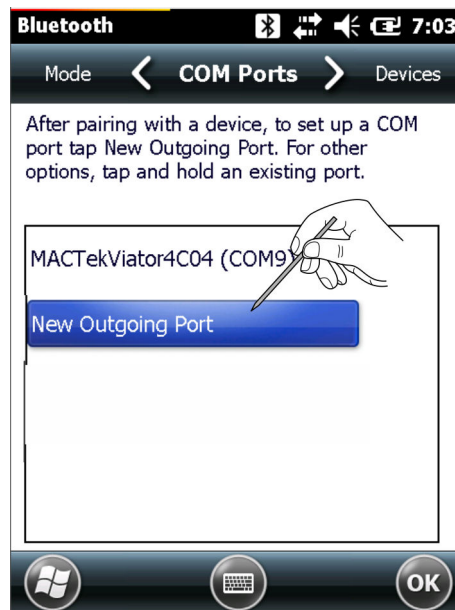 Bluetooth 7:03
Mode COM Ports Devices
After pairing with a device, to set up a COM
port tap New Outgoing Port. For other
options, tap and hold an existing port.
MACTekViator4C04 (COM9)
New Outgoing Port
OK